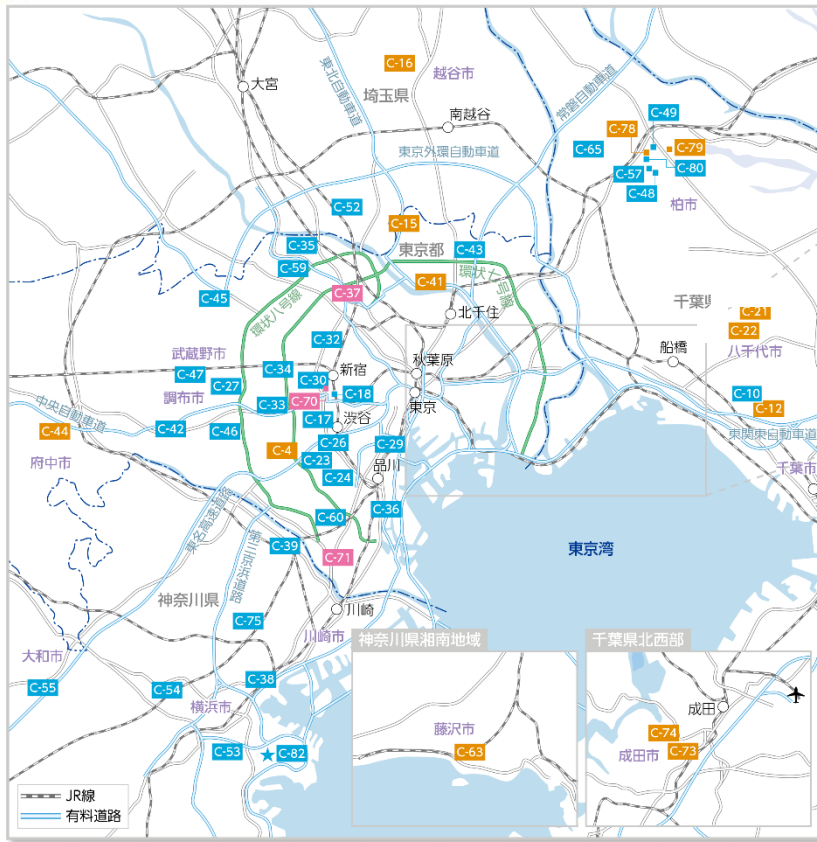 C-16
越谷市
大宮
東北自動車道
埼玉県
常磐自動車道
南越谷
C-49
C-78
C-79
C-65
東京外環自動車道
C-80
C-57
C-48
柏市
C-52
C-15
C-35
東京都
C-43
C-59
環状七号線
C-41
C-37
C-45
環状八号線
北千住
千葉県
C-21
C-22
C-32
武蔵野市
船橋
八千代市
C-34
新宿
秋葉原
C-47
C-30
C-27
C-18
C-10
調布市
C-33
C-70
東京
C-12
中央自動車道
C-17
渋谷
C-44
C-42
C-46
東関東自動車道
C-26
C-29
C-4
C-23
府中市
品川
千葉市
C-24
東名高速道路
C-60
C-36
第三京浜道路
C-39
C-71
東京湾
神奈川県
川崎
C-75
川崎市
神奈川県湘南地域
千葉県北西部
大和市
C-55
C-54
C-38
横浜市
成田
藤沢市
C-74
C-53
C-82
C-63
成田市
C-73
JR線
有料道路